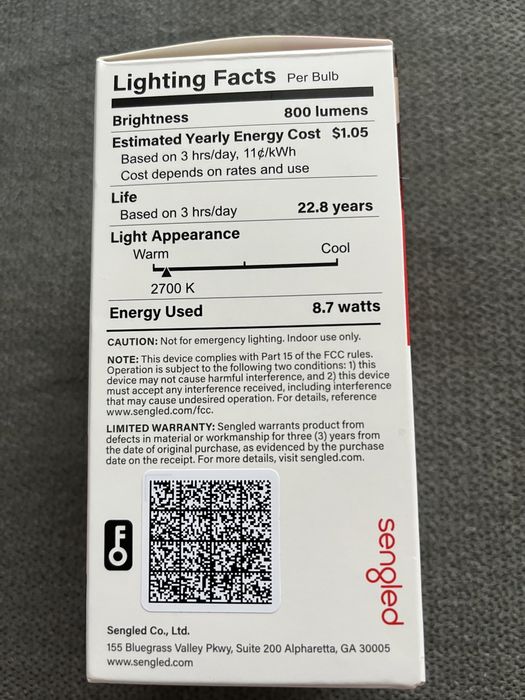 Lighting Facts Per Bulb
Brightness 800 lumens
Estimated Yearly Energy Cost $1.05
Based on 3 hrs/day, 11¢/kWh
Cost depends on rates and use
Life
Based on 3 hrs/day 22.8 years
Light Appearance
Warm Cool
2700 K
Energy Used 8.7 watts
CAUTION: Not for emergency lighting. Indoor use only.
NOTE: This device complies with Part 15 of the FCC rules.
Operation is subject to the following two conditions: 1) this
device may not cause harmful interference, and 2) this device
must accept any interference received, including interference
that may cause undesired operation. For details, reference
www.sengled.com/fcc.
LIMITED WARRANTY: Sengled warrants product from
defects in material or workmanship for three (3) years from
the date of original purchase, as evidenced by the purchase
date on the receipt. For more details, visit sengled.com.
sengled
Sengled Co., Ltd.
155 Bluegrass Valley Pkwy, Suite 200 Alpharetta, GA 30005
www.sengled.com